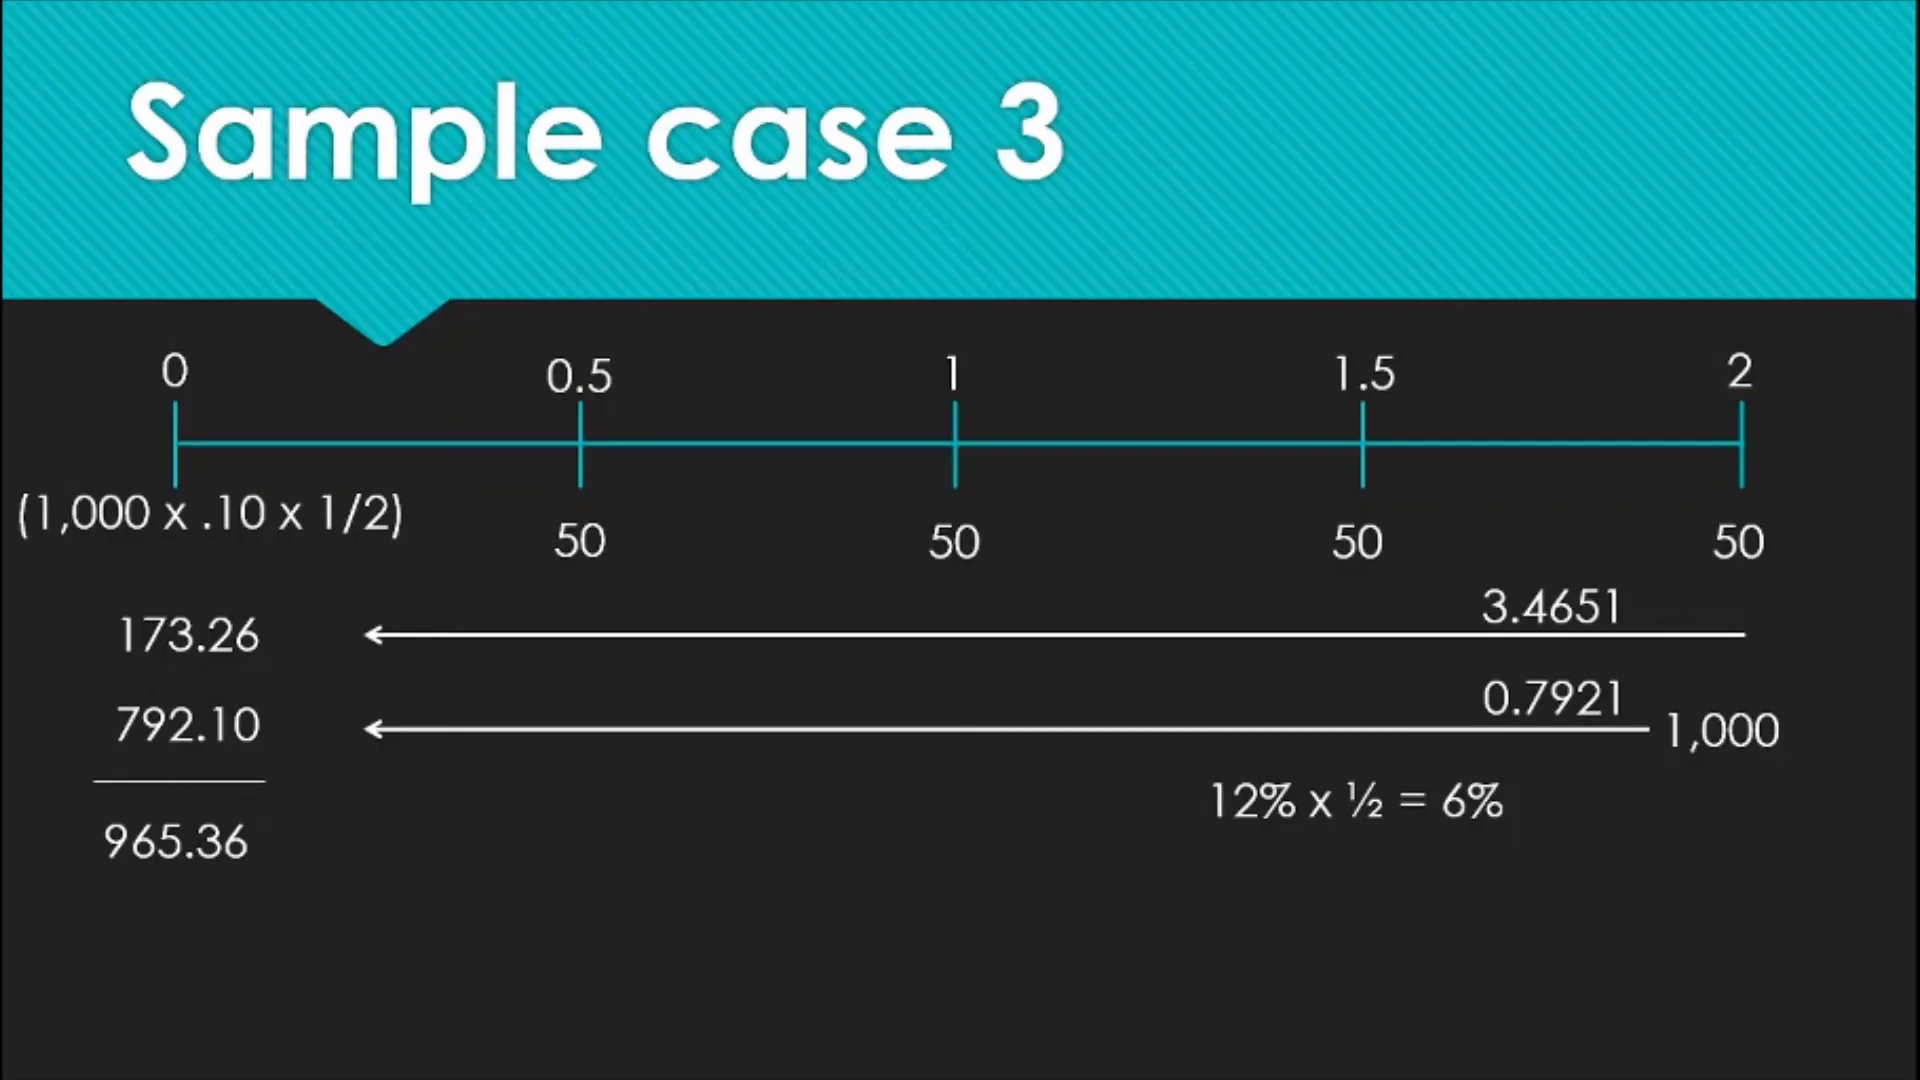 Sample case 3
0 0.5 1 1.5 2
(1,000 x .10 x 1/2) 50 50 50 50
173.26 3.4651
792.10 0.7921 1,000
12% x ½ = 6%
965.36